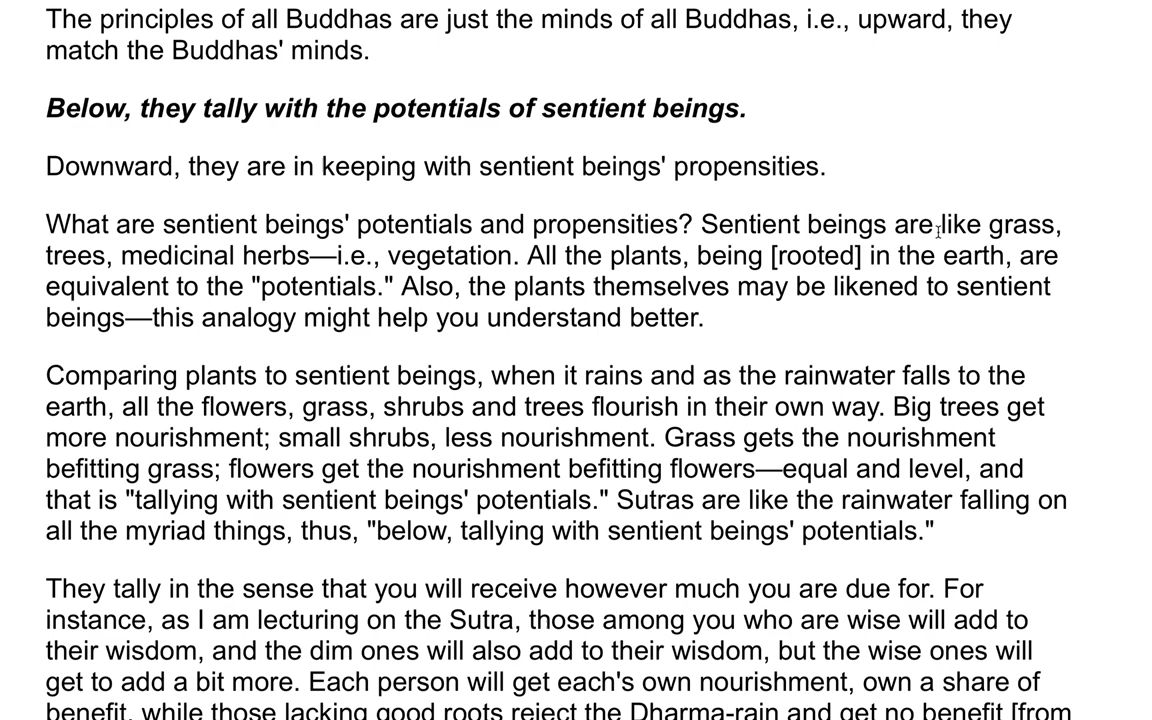 The principles of all Buddhas are just the minds of all Buddhas, i.e., upward, they
match the Buddhas' minds.
Below, they tally with the potentials of sentient beings.
Downward, they are in keeping with sentient beings' propensities.
What are sentient beings' potentials and propensities? Sentient beings are like grass,
trees, medicinal herbs—i.e., vegetation. All the plants, being [rooted] in the earth, are
equivalent to the "potentials." Also, the plants themselves may be likened to sentient
beings—this analogy might help you understand better.
Comparing plants to sentient beings, when it rains and as the rainwater falls to the
earth, all the flowers, grass, shrubs and trees flourish in their own way. Big trees get
more nourishment; small shrubs, less nourishment. Grass gets the nourishment
befitting grass; flowers get the nourishment befitting flowers—equal and level, and
that is "tallying with sentient beings' potentials." Sutras are like the rainwater falling on
all the myriad things, thus, "below, tallying with sentient beings' potentials."
They tally in the sense that you will receive however much you are due for. For
instance, as I am lecturing on the Sutra, those among you who are wise will add to
their wisdom, and the dim ones will also add to their wisdom, but the wise ones will
get to add a bit more. Each person will get each's own nourishment, own a share of
benefit, while those lacking good roots reject the Dharma-rain and get no benefit [from